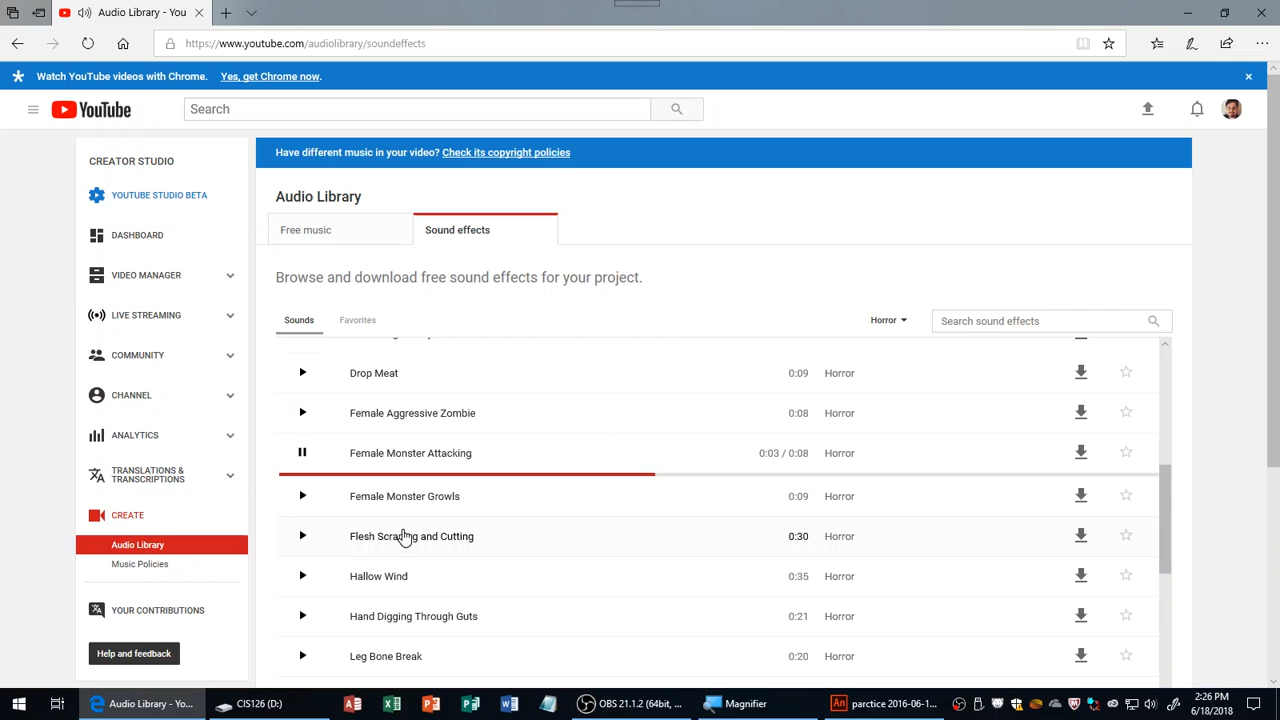 Audio Library - You
https://www.youtube.com/audiolibrary/soundeffects
Watch YouTube videos with Chrome. Yes, get Chrome now.
YouTube
Search
CREATOR STUDIO
YOUTUBE STUDIO BETA
DASHBOARD
VIDEO MANAGER
LIVE STREAMING
COMMUNITY
CHANNEL
ANALYTICS
TRANSLATIONS &
TRANSCRIPTIONS
CREATE
Audio Library
Music Policies
YOUR CONTRIBUTIONS
Help and feedback
Have different music in your video? Check its copyright policies
Audio Library
Free music Sound effects
Browse and download free sound effects for your project.
Sounds Favorites Horror Search sound effects
Drop Meat 0:09 Horror
Female Aggressive Zombie 0:08 Horror
Female Monster Attacking 0:03 / 0:08 Horror
Female Monster Growls 0:09 Horror
Flesh Scraping and Cutting 0:30 Horror
Hallow Wind 0:35 Horror
Hand Digging Through Guts 0:21 Horror
Leg Bone Break 0:20 Horror
Audio Library - Yo... CIS126 (D:) OBS 21.1.2 (64bit, ... Magnifier parctice 2016-06-1... 2:26 PM
6/18/2018